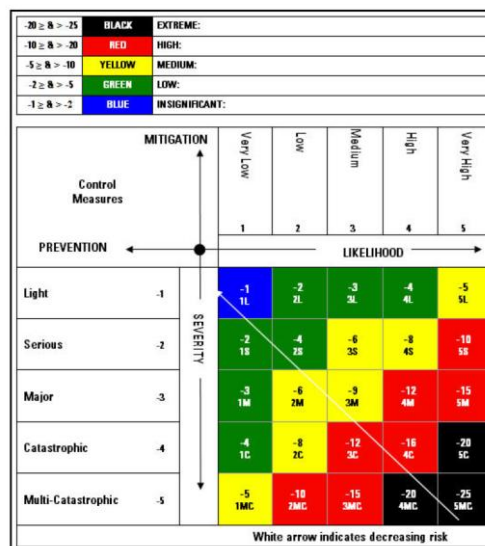 -20 ≥ & > -25 BLACK EXTREME:
-10 ≥ & > -20 RED HIGH:
-5 ≥ & > -10 YELLOW MEDIUM:
-2 ≥ & > -5 GREEN LOW:
-1 ≥ & > -2 BLUE INSIGNIFICANT:
MITIGATION
Very Low
Low
Medium
High
Very High
Control
Measures
1 2 3 4 5
PREVENTION
LIKELIHOOD
SEVERITY
Light -1 -1 -2 -3 -4 -5
1L 2L 3L 4L 5L
Serious -2 -2 -4 -6 -8 -10
1S 2S 3S 4S 5S
Major -3 -3 -6 -9 -12 -15
1M 2M 3M 4M 5M
Catastrophic -4 -4 -8 -12 -16 -20
1C 2C 3C 4C 5C
Multi-Catastrophic -5 -5 -10 -15 -20 -25
1MC 2MC 3MC 4MC 5MC
White arrow indicates decreasing risk